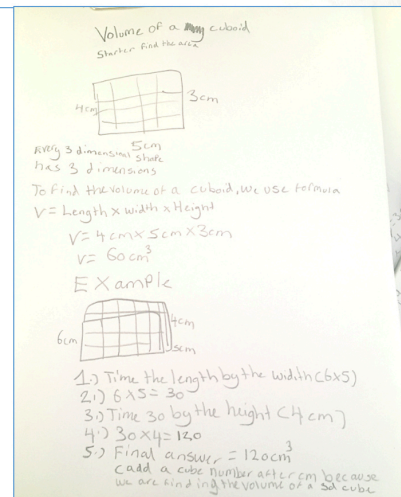 Volume of a cuboid
Starter find the area
4cm
3cm
5cm
Avery 3 dimensional shape
has 3 dimensions
To find the volume of a cuboid, we use formola
V = Length x width x Height
V = 4cm x 5cm x 3cm
V = 60cm³
EXample
4cm
6cm
5cm
1.) Time the length by the width (6x5)
2.) 6x5 = 30
3.) Time 30 by the height (4cm)
4.) 30x4 = 120
5.) Final answer = 120cm³
(add a cube number after cm because
we are finding the volume of a cube